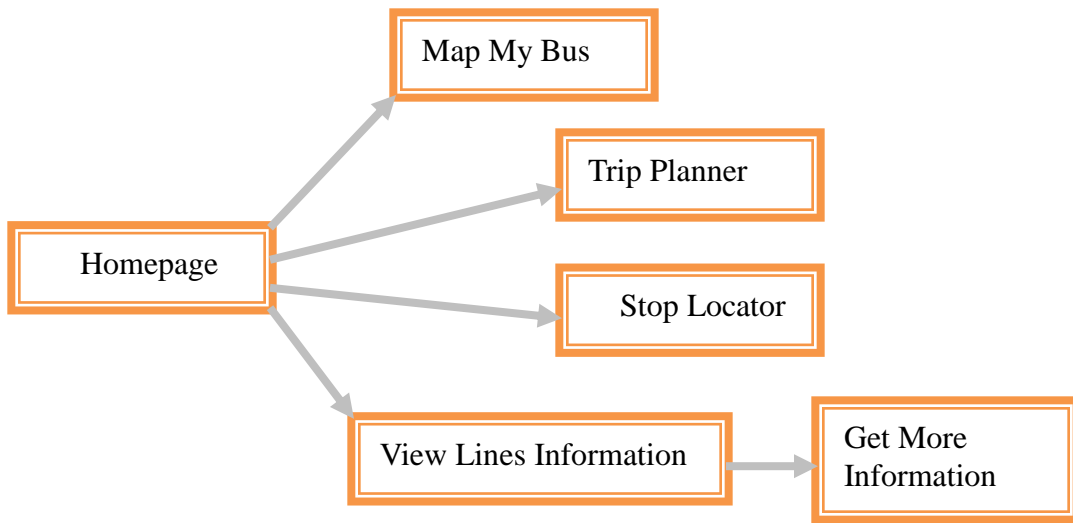 Map My Bus
Trip Planner
Homepage
Stop Locator
View Lines Information
Get More
Information